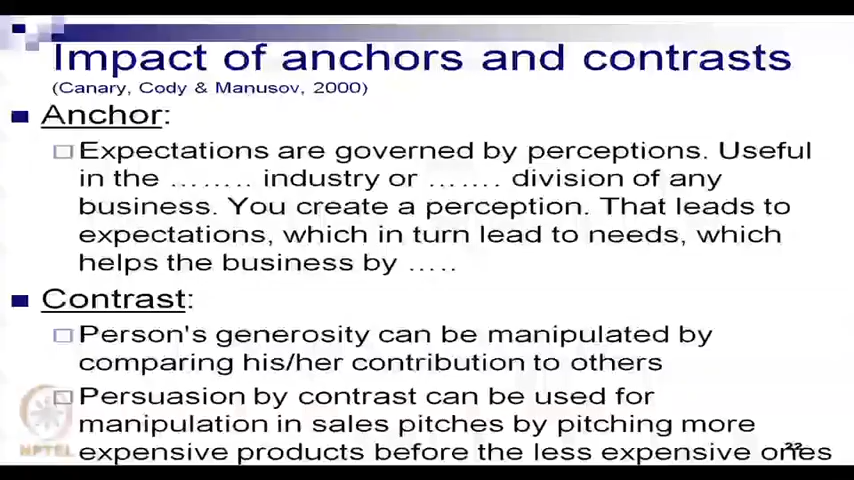 Impact of anchors and contrasts
(Canary, Cody & Manusov, 2000)
Anchor:
Expectations are governed by perceptions. Useful
in the …….. industry or ……. division of any
business. You create a perception. That leads to
expectations, which in turn lead to needs, which
helps the business by …..
Contrast:
Person's generosity can be manipulated by
comparing his/her contribution to others
Persuasion by contrast can be used for
manipulation in sales pitches by pitching more
expensive products before the less expensive ones
NPTEL